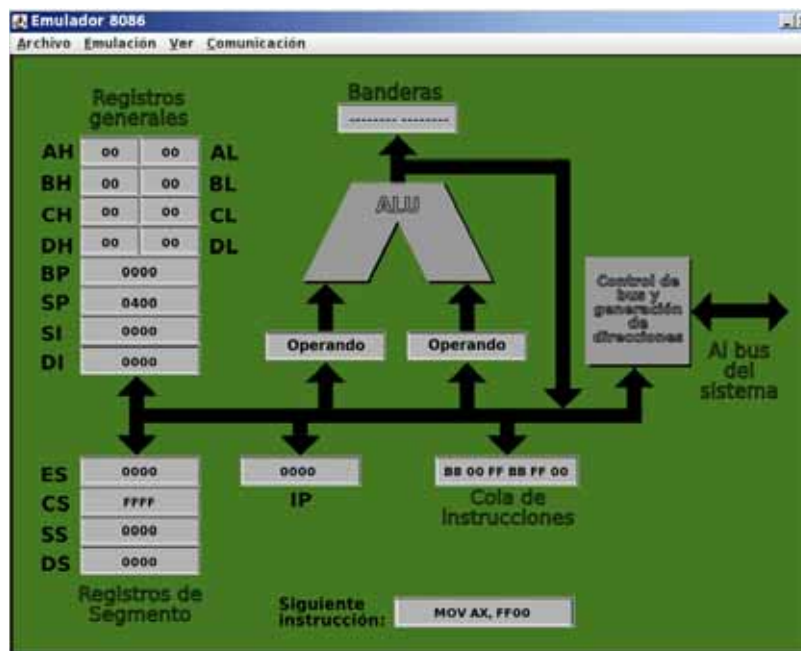 Emulador 8086
Archivo Emulación Ver Comunicación
Registros
generales
AH 00 00 AL
BH 00 00 BL
CH 00 00 CL
DH 00 00 DL
BP 0000
SP 0400
SI 0000
DI 0000
Banderas
-------- --------
ALU
Operando
Operando
Control de
bus y
generación
de
direcciones
Al bus
del
sistema
ES 0000
CS FFFF
SS 0000
DS 0000
Registros de
Segmento
0000
IP
BB 00 FF BB FF 00
Cola de
instrucciones
Siguiente
instrucción:
MOV AX, FF00